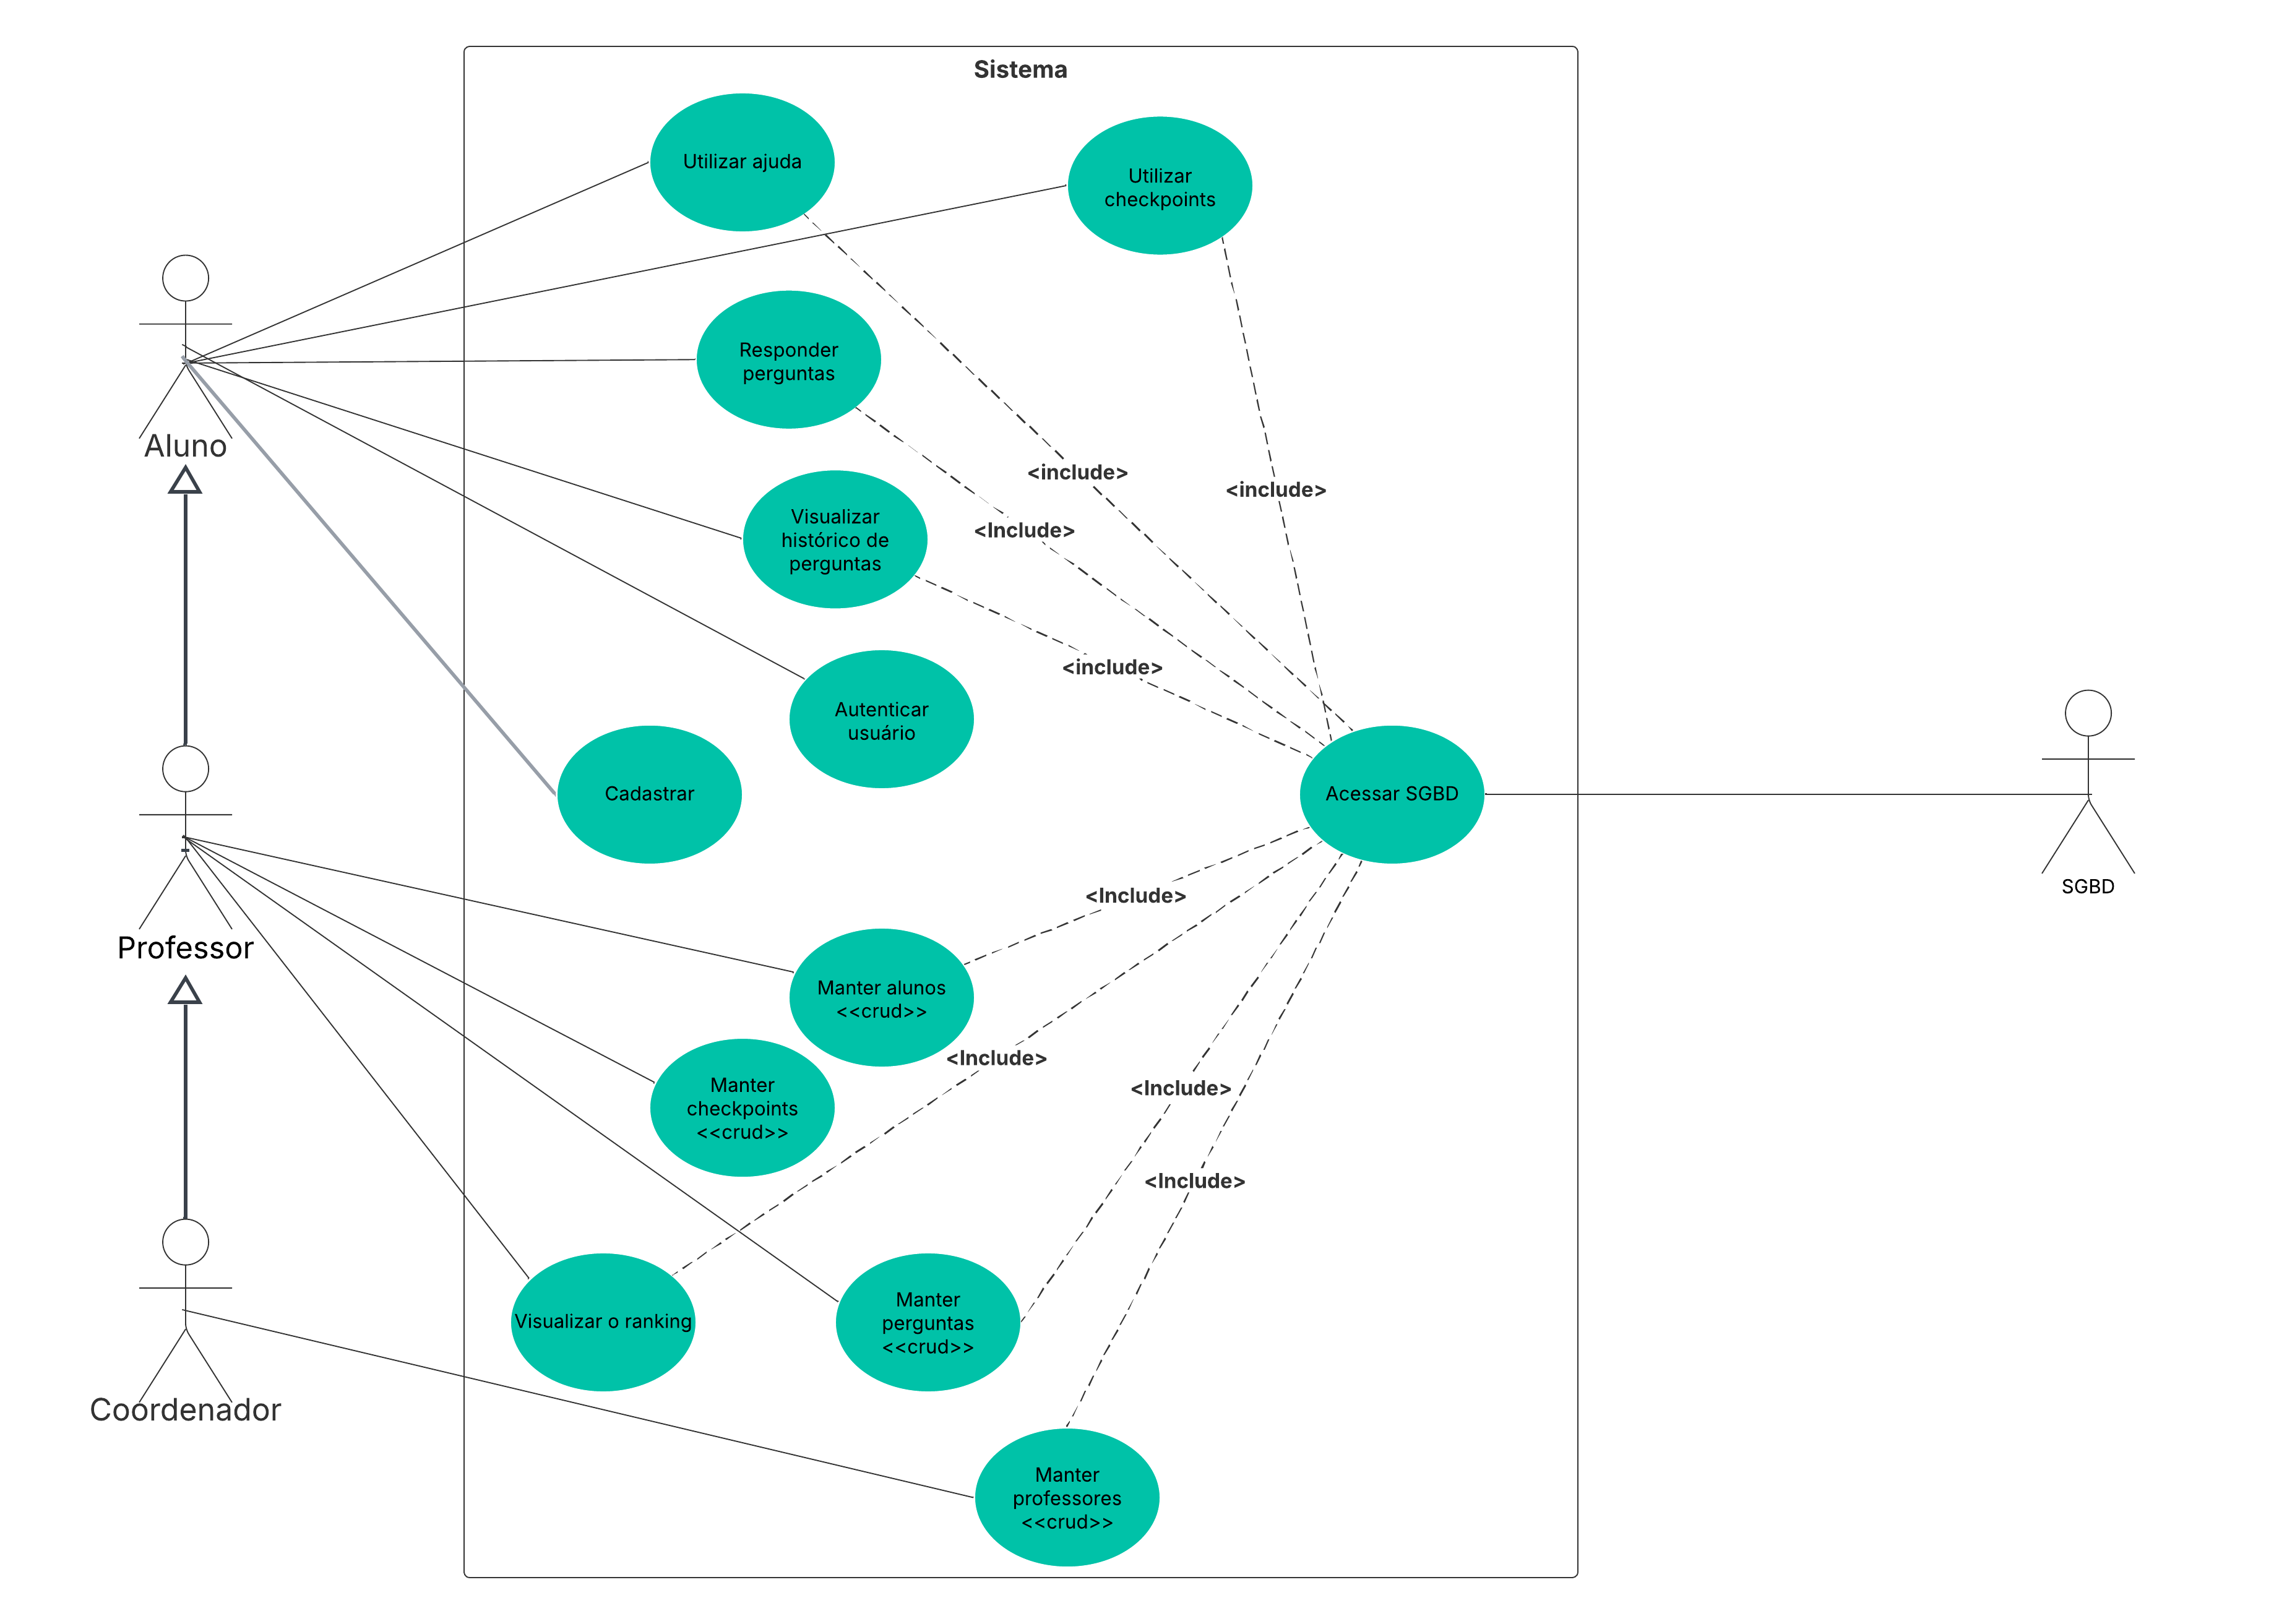 Sistema
Utilizar ajuda
Utilizar
checkpoints
Responder
perguntas
Aluno
<include>
<include>
<Include>
Visualizar
histórico de
perguntas
<include>
Autenticar
usuário
Cadastrar
Acessar SGBD
SGBD
<Include>
Professor
Manter alunos
<<crud>>
<Include>
Manter
checkpoints
<<crud>>
<Include>
<Include>
Visualizar o ranking
Manter
perguntas
<<crud>>
Coordenador
Manter
professores
<<crud>>